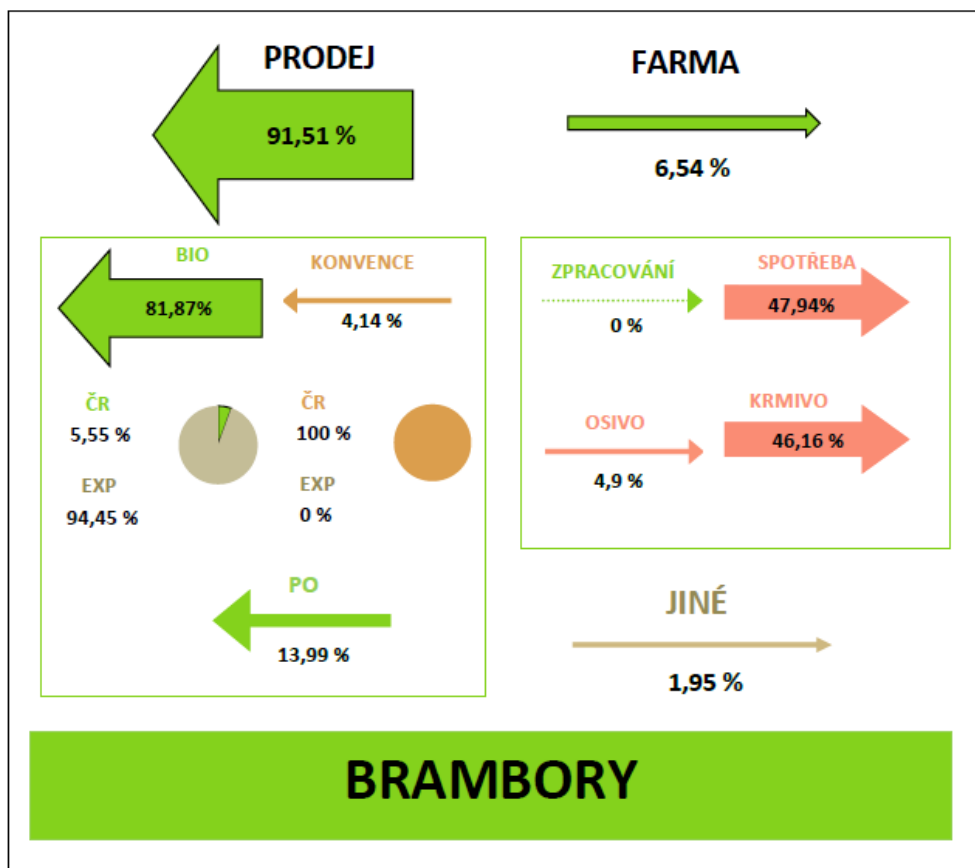 PRODEJ
91,51 %
FARMA
6,54 %
BIO
81,87%
KONVENCE
4,14 %
ČR
5,55 %
EXP
94,45 %
ČR
100 %
EXP
0 %
PO
13,99 %
ZPRACOVÁNÍ
0 %
SPOTŘEBA
47,94%
OSIVO
4,9 %
KRMIVO
46,16 %
JINÉ
1,95 %
BRAMBORY